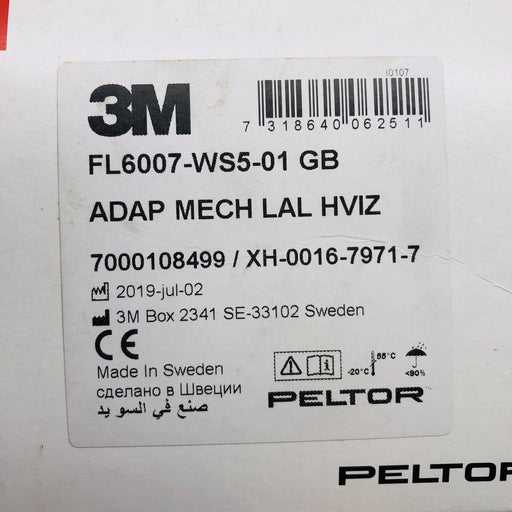 I0107
3M
7 318640 062511
FL6007-WS5-01 GB
ADAP MECH LAL HVIZ
7000108499 / XH-0016-7971-7
2019-jul-02
3M Box 2341 SE-33102 Sweden
CE
Made In Sweden
сделано в Швеции
صنع في السويد
-20°C
55°C
<90%
PELTOR
PELTOR